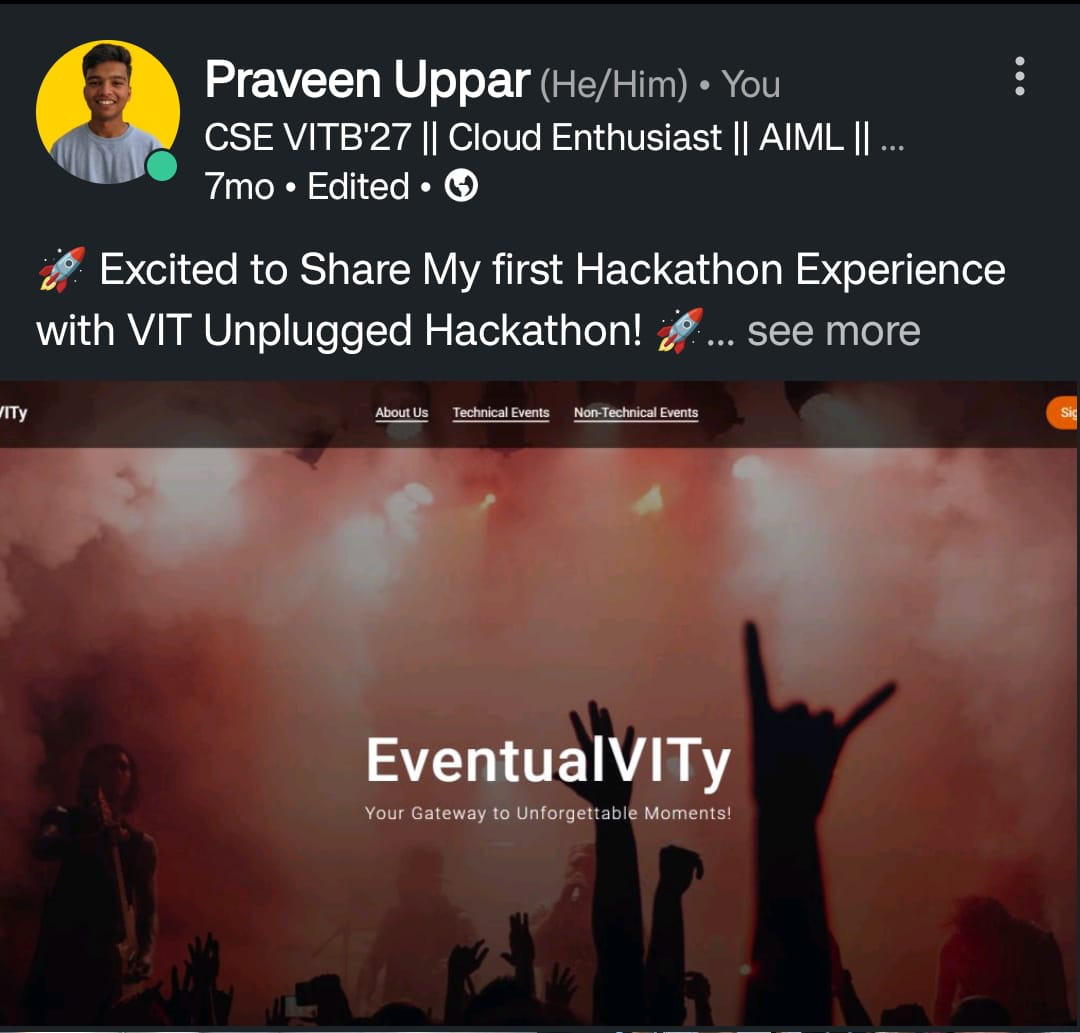 Praveen Uppar (He/Him) • You
CSE VITB'27 || Cloud Enthusiast || AIML || ...
7mo • Edited •
🚀 Excited to Share My first Hackathon Experience
with VIT Unplugged Hackathon! 🚀... see more
VITy About Us Technical Events Non-Technical Events
EventualVITy
Your Gateway to Unforgettable Moments!